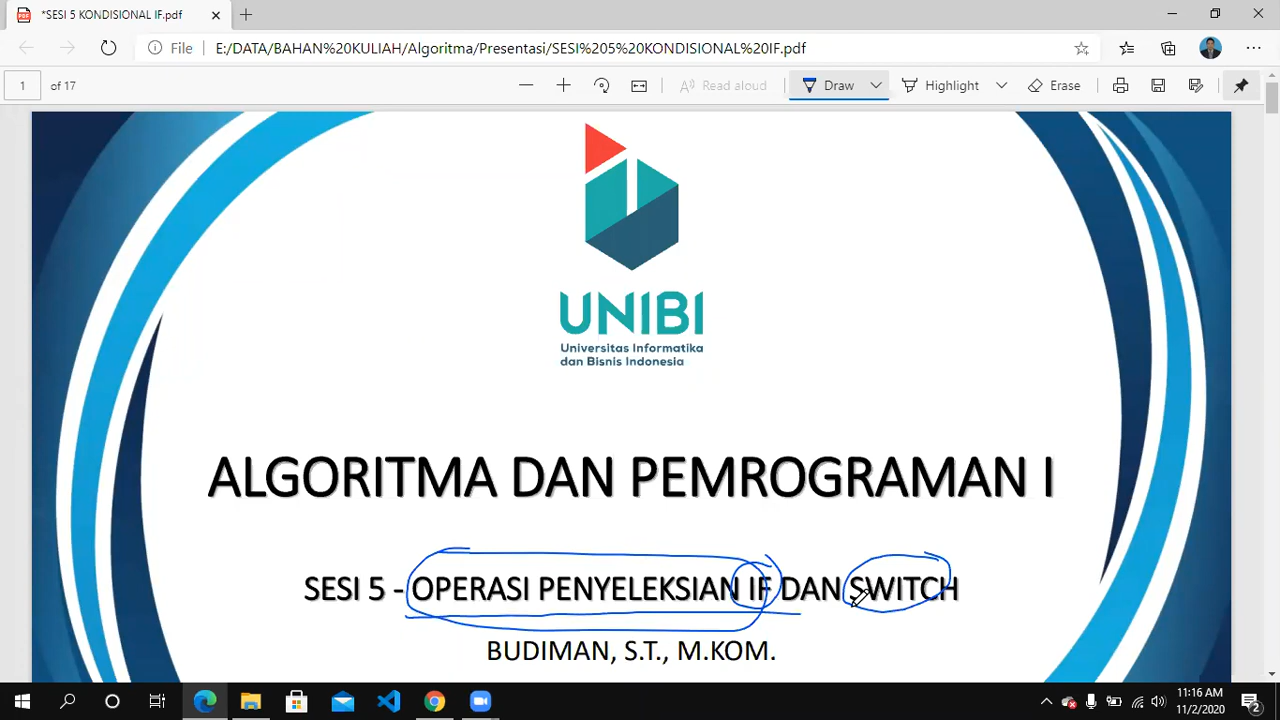 *SESI 5 KONDISIONAL IF.pdf
File E:/DATA/BAHAN%20KULIAH/Algoritma/Presentasi/SESI%205%20KONDISIONAL%20IF.pdf
1 of 17 Read aloud Draw Highlight Erase
UNIBI
Universitas Informatika
dan Bisnis Indonesia
ALGORITMA DAN PEMROGRAMAN I
SESI 5 - OPERASI PENYELEKSIAN IF DAN SWITCH
BUDIMAN, S.T., M.KOM.
11:16 AM
11/2/2020
2